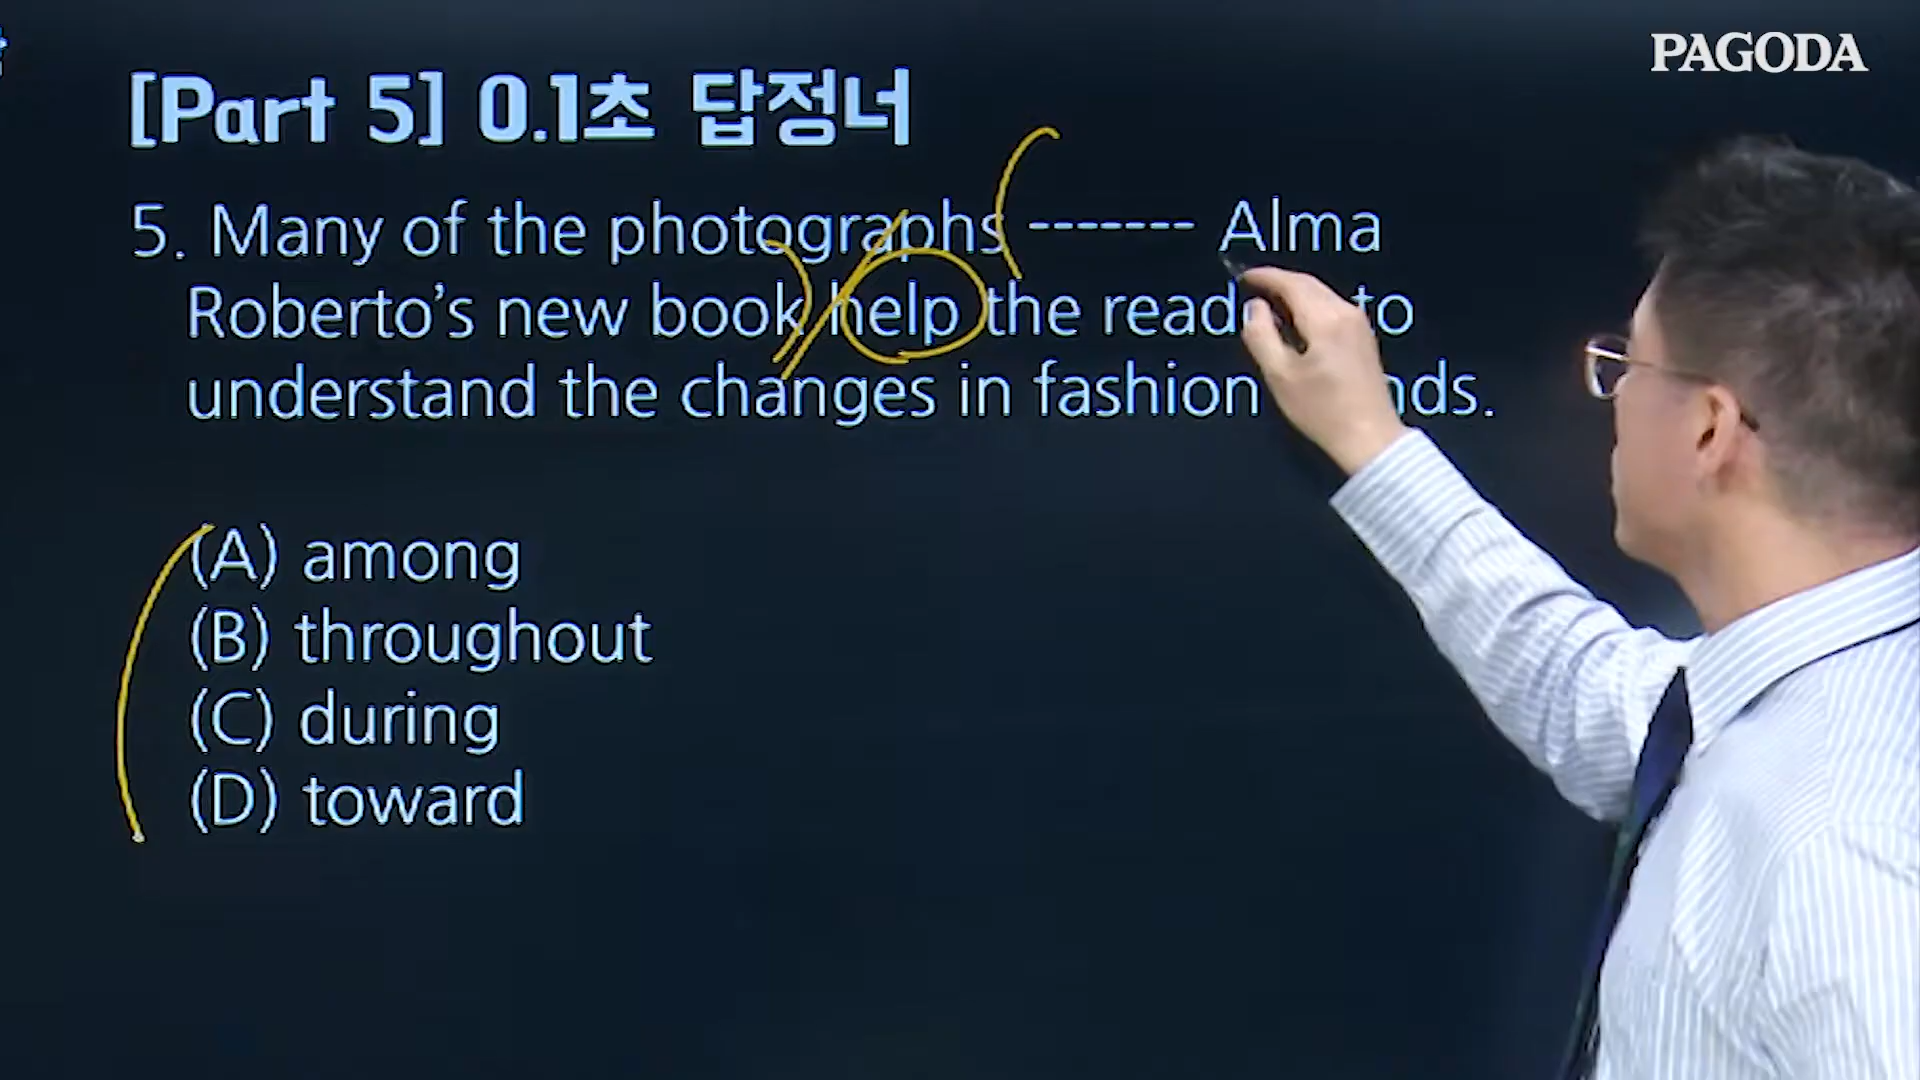 PAGODA
[Part 5] 0.1초 답정너
5. Many of the photographs ------- Alma
Roberto's new book help the to
understand the changes in fashion
(A) among
(B) throughout
(C) during
(D) toward